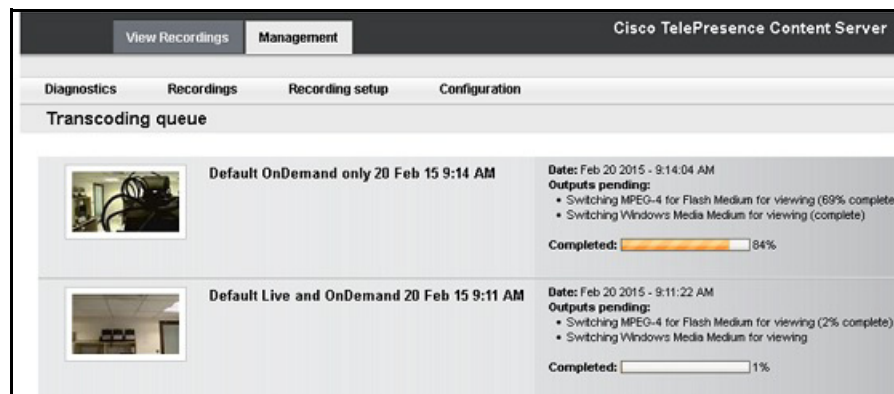 View Recordings Management Cisco TelePresence Content Server
Diagnostics Recordings Recording setup Configuration
Transcoding queue
Default OnDemand only 20 Feb 15 9:14 AM
Date: Feb 20 2015 - 9:14:04 AM
Outputs pending:
• Switching MPEG-4 for Flash Medium for viewing (69% complete
• Switching Windows Media Medium for viewing (complete)
Completed: 84%
Default Live and OnDemand 20 Feb 15 9:11 AM
Date: Feb 20 2015 - 9:11:22 AM
Outputs pending:
• Switching MPEG-4 for Flash Medium for viewing (2% complete)
• Switching Windows Media Medium for viewing
Completed: 1%